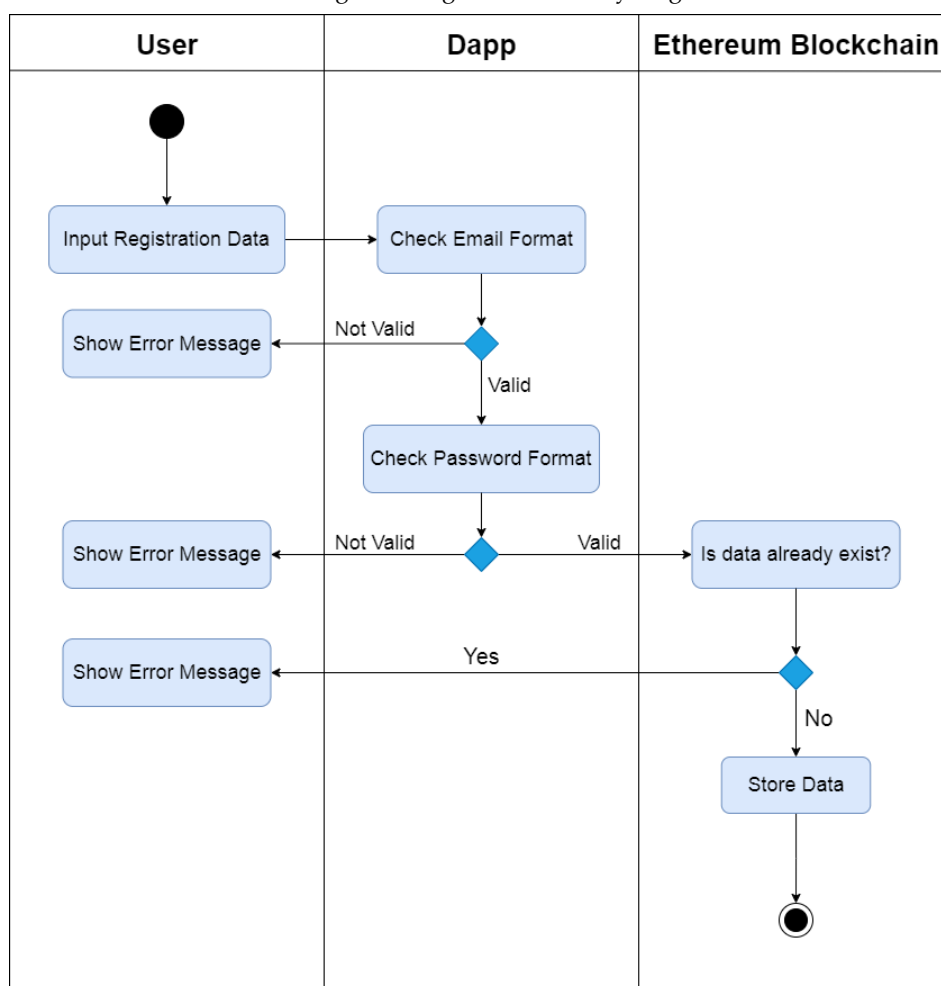 User
Dapp
Ethereum Blockchain
Input Registration Data
Check Email Format
Show Error Message
Not Valid
Valid
Check Password Format
Show Error Message
Not Valid
Valid
Is data already exist?
Show Error Message
Yes
No
Store Data